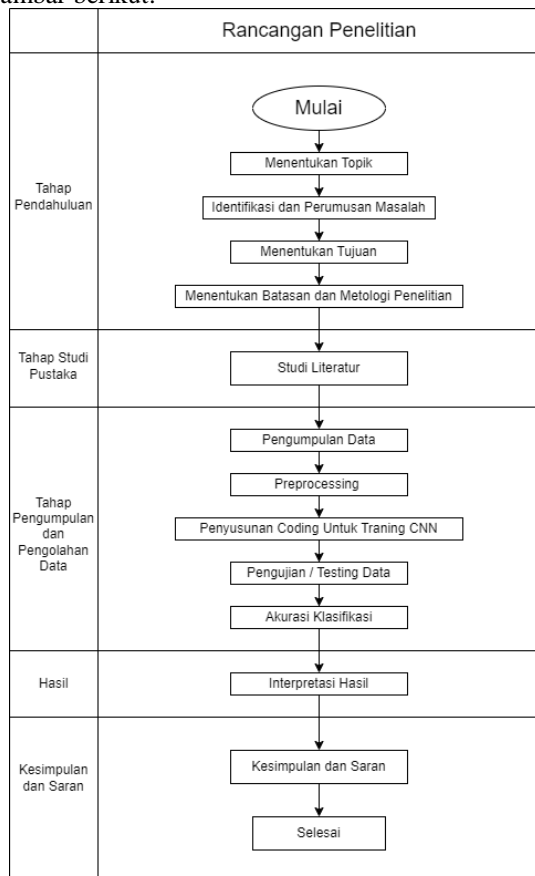 ambar berikut:
Rancangan Penelitian
Tahap
Pendahuluan
Mulai
Menentukan Topik
Identifikasi dan Perumusan Masalah
Menentukan Tujuan
Menentukan Batasan dan Metologi Penelitian
Tahap Studi
Pustaka
Studi Literatur
Tahap
Pengumpulan
dan
Pengolahan
Data
Pengumpulan Data
Preprocessing
Penyusunan Coding Untuk Traning CNN
Pengujian / Testing Data
Akurasi Klasifikasi
Hasil
Interpretasi Hasil
Kesimpulan
dan Saran
Kesimpulan dan Saran
Selesai